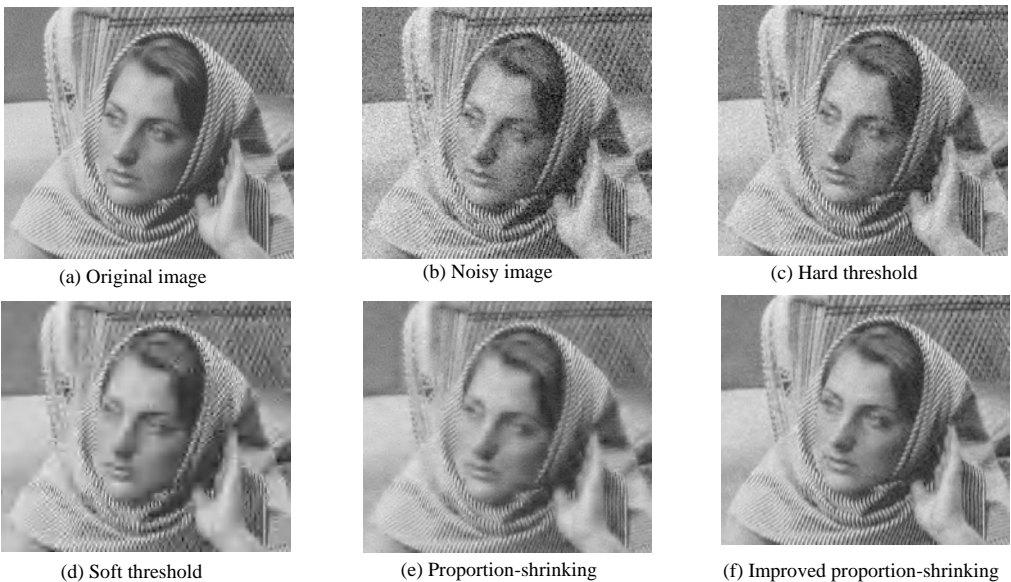 (a) Original image
(b) Noisy image
(c) Hard threshold
(d) Soft threshold
(e) Proportion-shrinking
(f) Improved proportion-shrinking